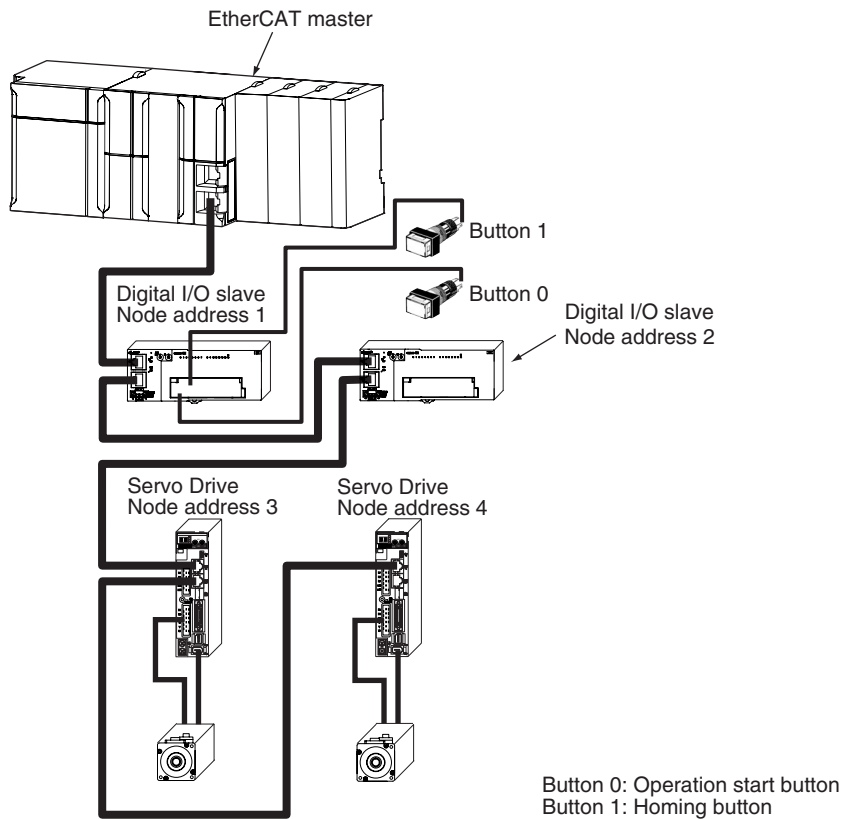 EtherCAT master
Button 1
Button 0
Digital I/O slave
Node address 1
Digital I/O slave
Node address 2
Servo Drive
Node address 3
Servo Drive
Node address 4
Button 0: Operation start button
Button 1: Homing button